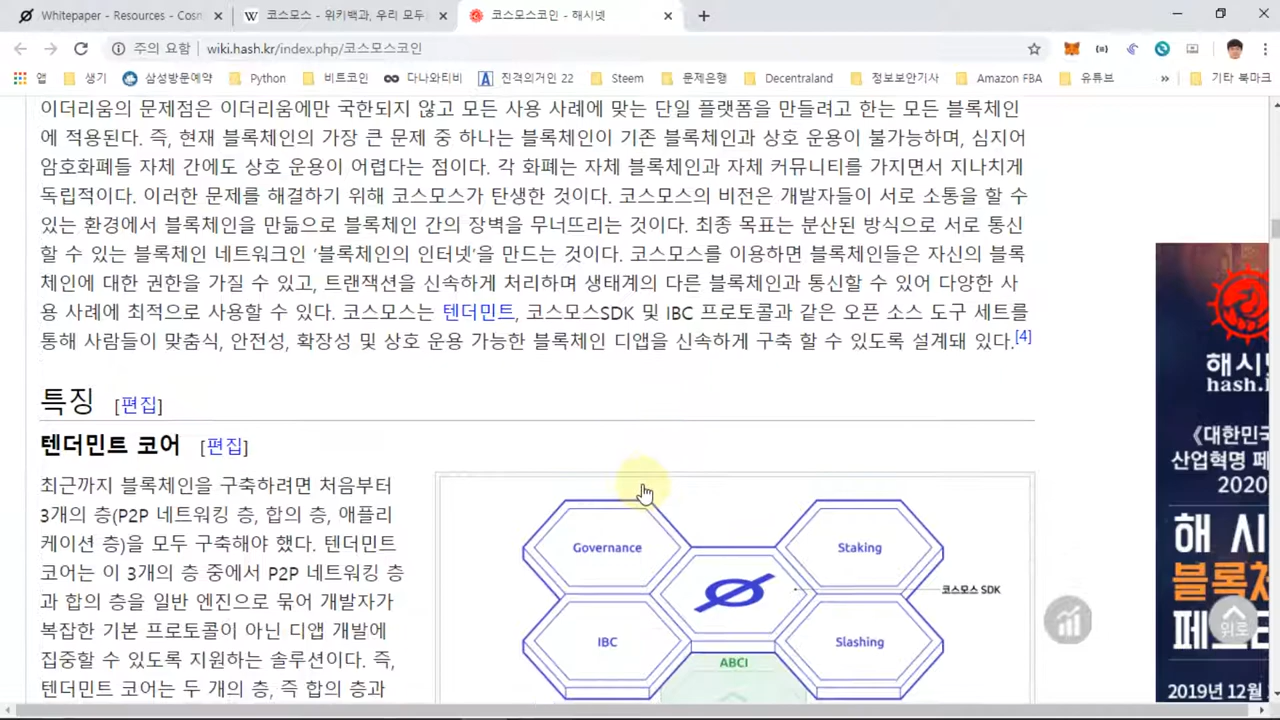 Whitepaper - Resources - Cosm
코스모스 - 위키백과, 우리 모두
코스모스코인 - 해시넷
주의 요함
wiki.hash.kr/index.php/코스모스코인
앱
생기
삼성방문예약
Python
비트코인
다나와티비
진격의거인 22
Steem
문제은행
Decentraland
정보보안기사
Amazon FBA
유튜브
»
기타 북마크
이더리움의 문제점은 이더리움에만 국한되지 않고 모든 사용 사례에 맞는 단일 플랫폼을 만들려고 한는 모든 블록체인
에 적용된다. 즉, 현재 블록체인의 가장 큰 문제 중 하나는 블록체인이 기존 블록체인과 상호 운용이 불가능하며, 심지어
암호화폐들 자체 간에도 상호 운용이 어렵다는 점이다. 각 화폐는 자체 블록체인과 자체 커뮤니티를 가지면서 지나치게
독립적이다. 이러한 문제를 해결하기 위해 코스모스가 탄생한 것이다. 코스모스의 비전은 개발자들이 서로 소통을 할 수
있는 환경에서 블록체인을 만듦으로 블록체인 간의 장벽을 무너뜨리는 것이다. 최종 목표는 분산된 방식으로 서로 통신
할 수 있는 블록체인 네트워크인 ‘블록체인의 인터넷’을 만드는 것이다. 코스모스를 이용하면 블록체인들은 자신의 블록
체인에 대한 권한을 가질 수 있고, 트랜잭션을 신속하게 처리하며 생태계의 다른 블록체인과 통신할 수 있어 다양한 사
용 사례에 최적으로 사용할 수 있다. 코스모스는 텐더민트, 코스모스SDK 및 IBC 프로토콜과 같은 오픈 소스 도구 세트를
통해 사람들이 맞춤식, 안전성, 확장성 및 상호 운용 가능한 블록체인 디앱을 신속하게 구축 할 수 있도록 설계돼 있다.[4]
특징 [편집]
텐더민트 코어 [편집]
최근까지 블록체인을 구축하려면 처음부터
3개의 층(P2P 네트워킹 층, 합의 층, 애플리
케이션 층)을 모두 구축해야 했다. 텐더민트
코어는 이 3개의 층 중에서 P2P 네트워킹 층
과 합의 층을 일반 엔진으로 묶어 개발자가
복잡한 기본 프로토콜이 아닌 디앱 개발에
집중할 수 있도록 지원하는 솔루션이다. 즉,
텐더민트 코어는 두 개의 층, 즉 합의 층과
Governance
Staking
코스모스 SDK
IBC
Slashing
ABCI
해시
hash.
《대한민국
산업혁명 페
2020
해 시
블록체
페스티
2019년 12월
위로